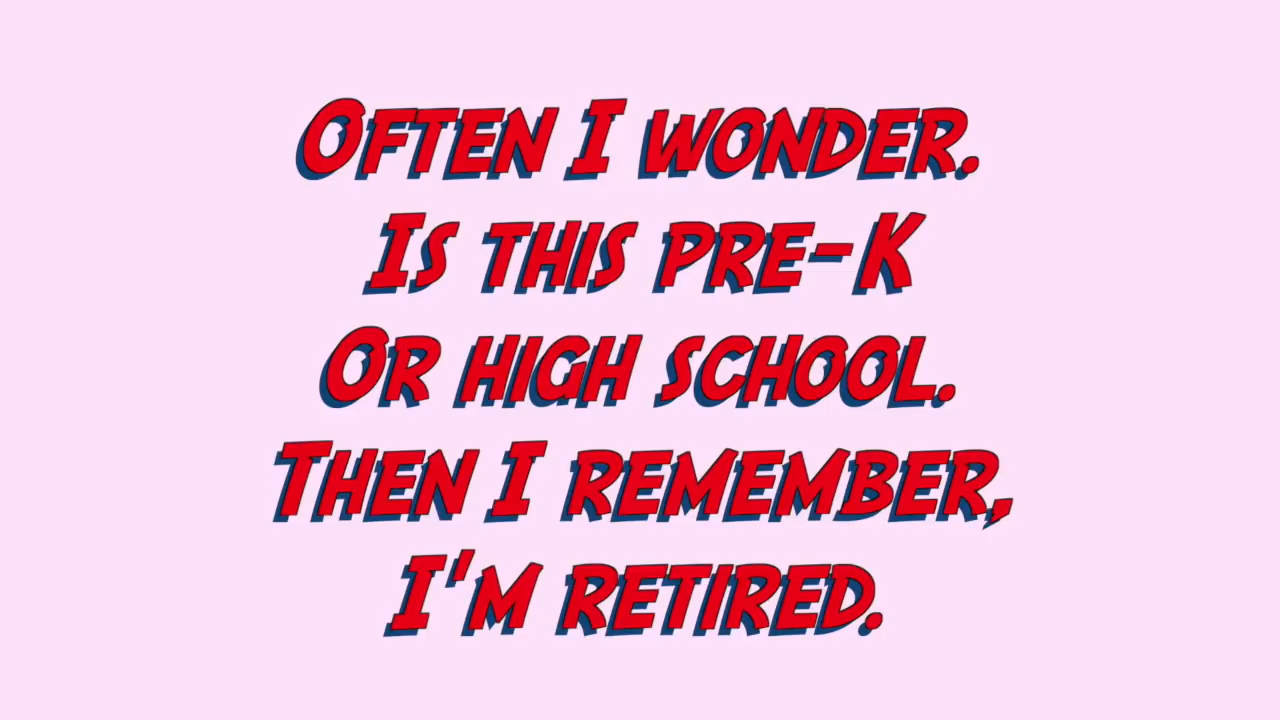 Often I wonder.
Is this pre-K
Or high school.
Then I remember,
I'm retired.